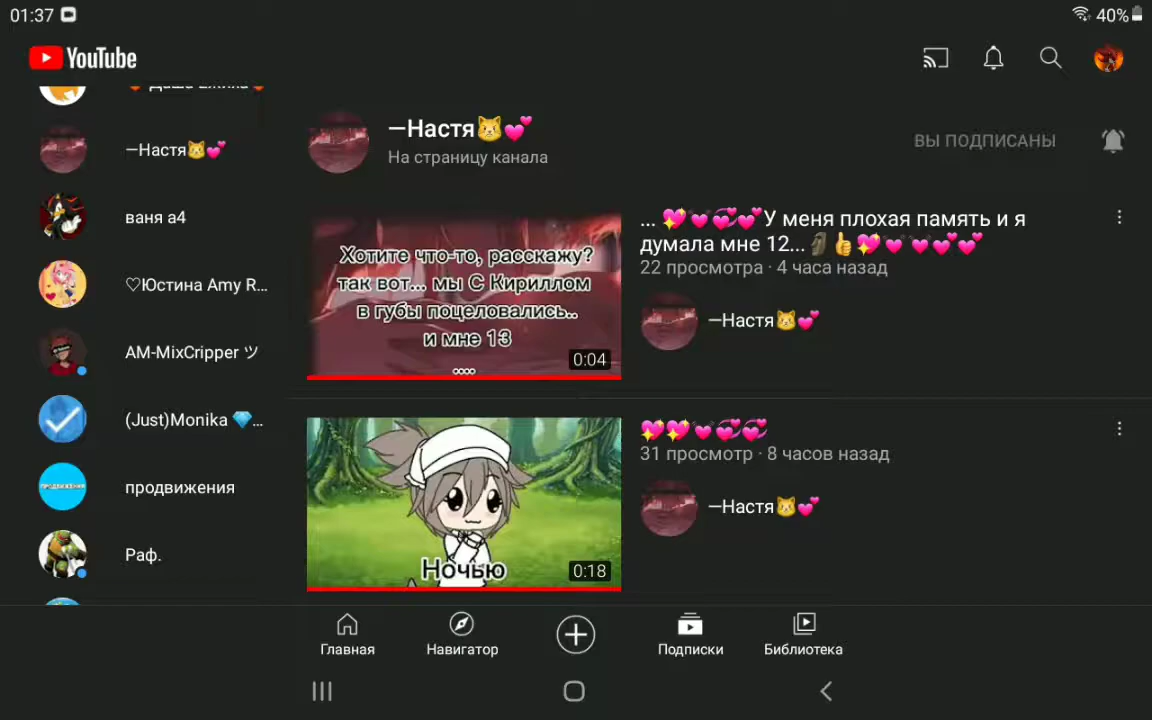 01:37
40%
YouTube
—Настя😺💕
—Настя😺💕
На страницу канала
ВЫ ПОДПИСАНЫ
ваня а4
♡Юстина Amy R...
AM-MixCripper ツ
(Just)Monika 💎...
продвижения
Раф.
Хотите что-то, расскажу?
так вот... мы С Кириллом
в губы поцеловались..
и мне 13
....
0:04
... 💖💓💞💕У меня плохая память и я
думала мне 12...🗿👍💖💓💓💕💕
22 просмотра · 4 часа назад
—Настя😺💕
Ночью
0:18
💖💖💓💞💞
31 просмотр · 8 часов назад
—Настя😺💕
Главная
Навигатор
Подписки
Библиотека